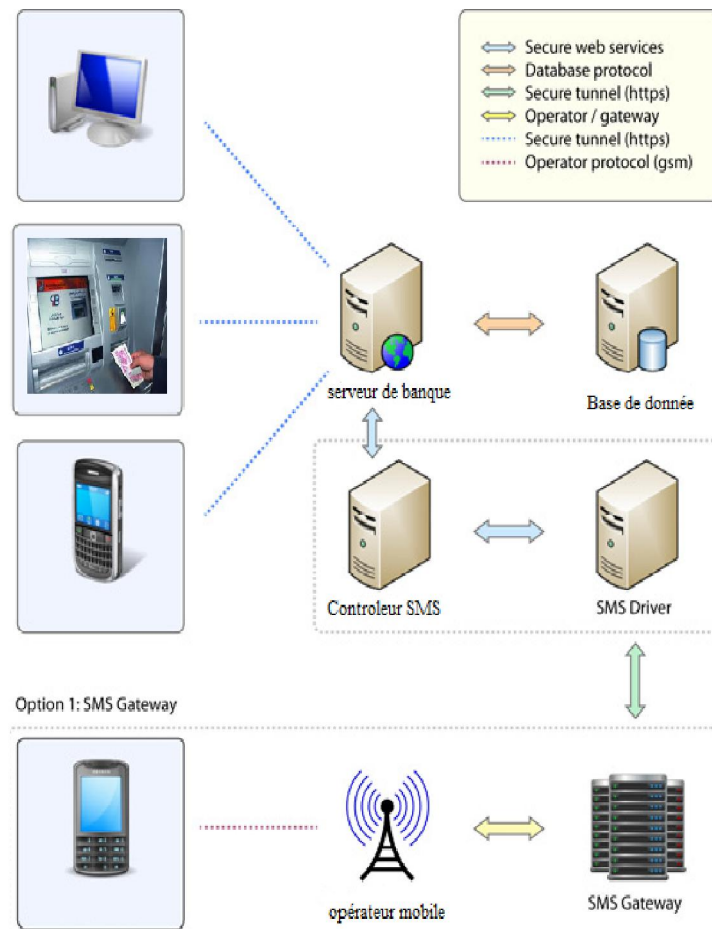 Secure web services
Database protocol
Secure tunnel (https)
Operator / gateway
Secure tunnel (https)
Operator protocol (gsm)
serveur de banque
Base de donnée
Controleur SMS
SMS Driver
Option 1: SMS Gateway
opérateur mobile
SMS Gateway